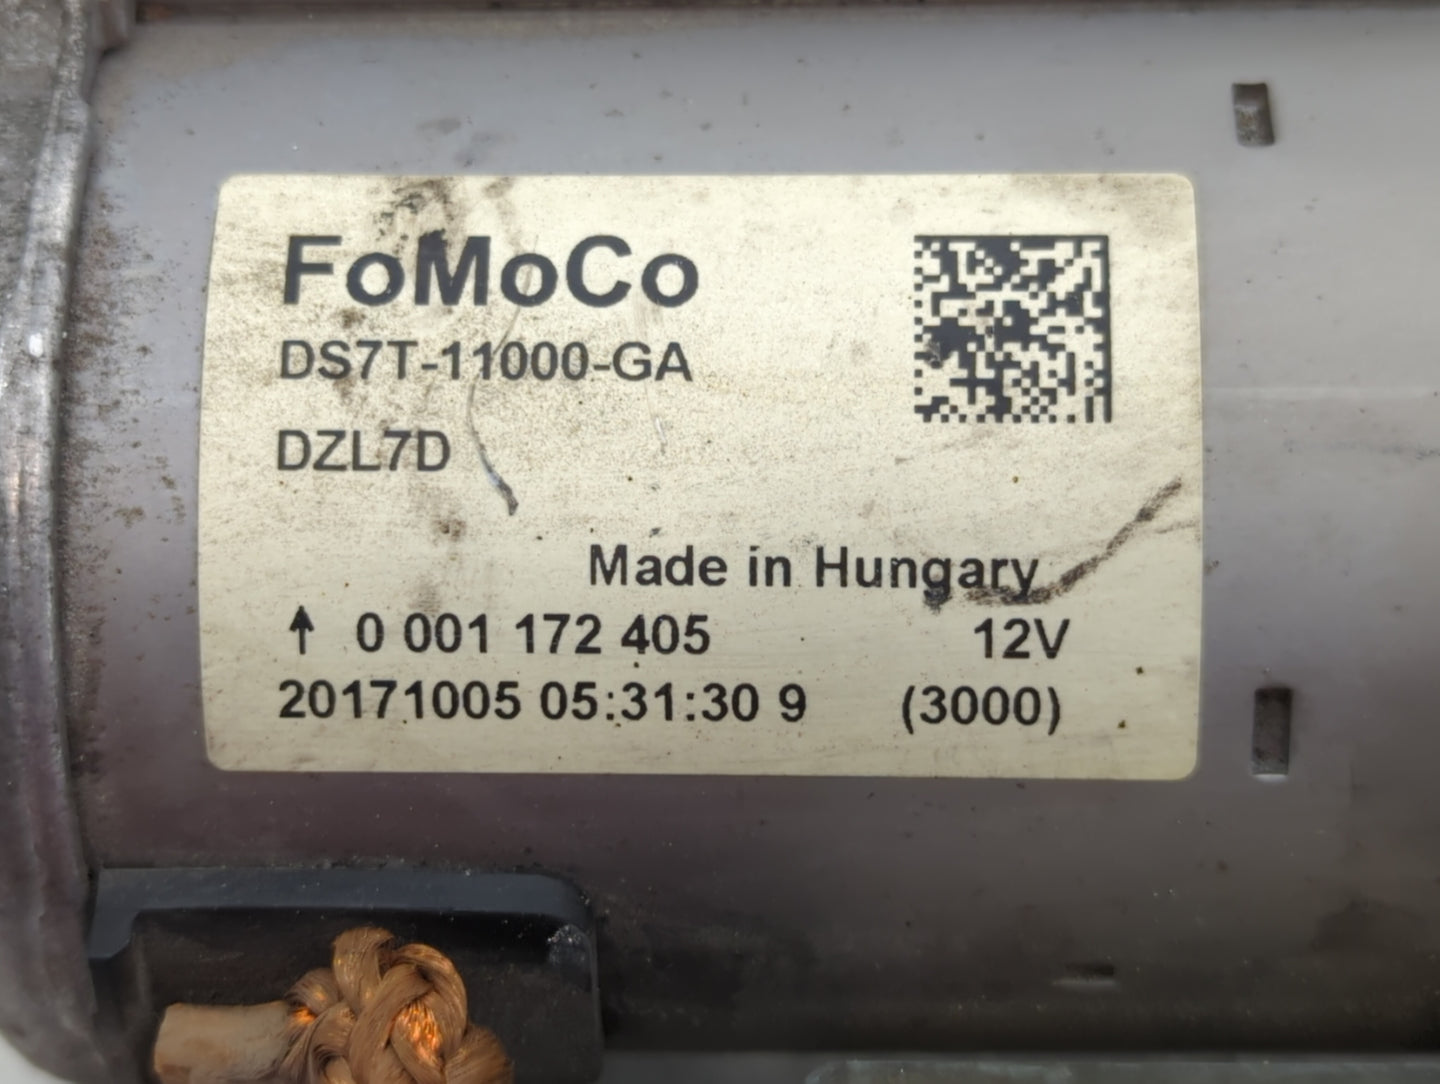 FoMoCo
DS7T-11000-GA
DZL7D
Made in Hungary
↑ 0 001 172 405 12V
20171005 05:31:30 9 (3000)